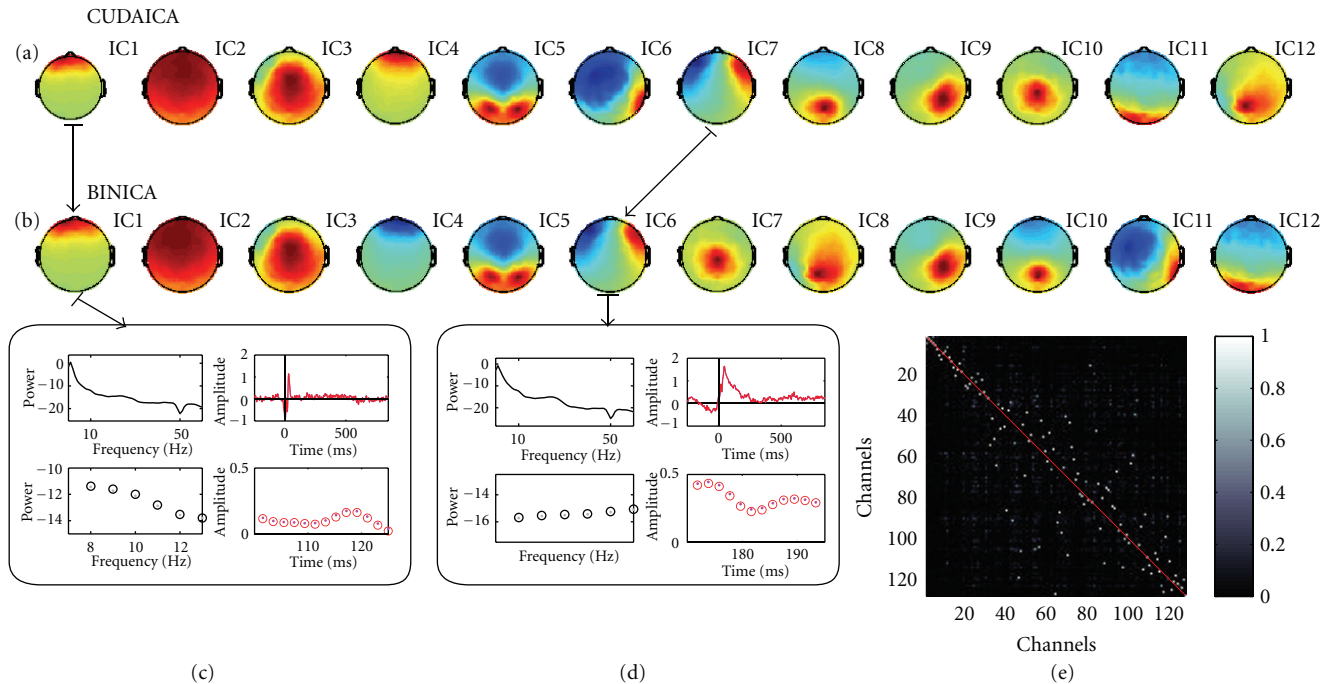 CUDAICA
(a) IC1 IC2 IC3 IC4 IC5 IC6 IC7 IC8 IC9 IC10 IC11 IC12
BINICA
(b) IC1 IC2 IC3 IC4 IC5 IC6 IC7 IC8 IC9 IC10 IC11 IC12
Power
0
−10
−20
10 50
Frequency (Hz)
Amplitude
2
1
0
−1
0 500
Time (ms)
Power
−10
−12
−14
8 10 12
Frequency (Hz)
Amplitude
0.5
0
110 120
Time (ms)
(c)
Power
0
−10
−20
10 50
Frequency (Hz)
Amplitude
2
1
0
−1
0 500
Time (ms)
Power
−14
−16
Frequency (Hz)
Amplitude
0.5
0
180 190
Time (ms)
(d)
Channels
20
40
60
80
100
120
20 40 60 80 100 120
Channels
1
0.8
0.6
0.4
0.2
0
(e)